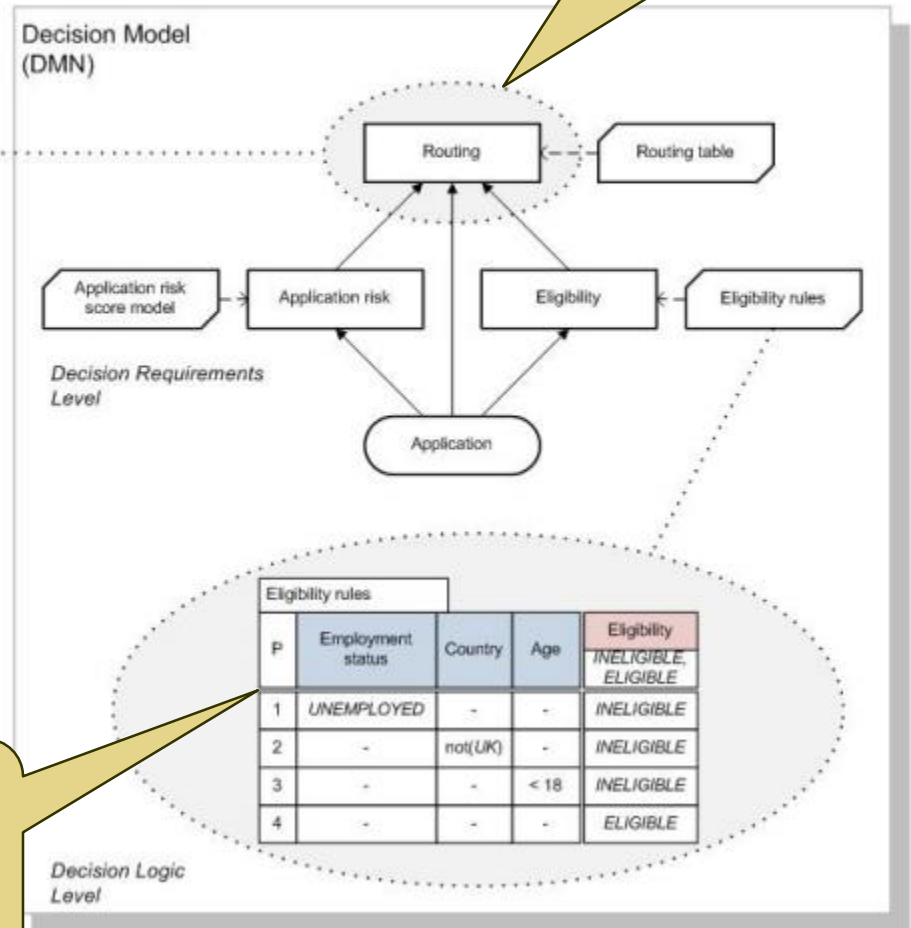 Decision Model
(DMN)
Routing
Routing table
Application risk
score model
Application risk
Eligibility
Eligibility rules
Decision Requirements
Level
Application
Eligibility rules
P
Employment
status
Country
Age
Eligibility
INELIGIBLE,
ELIGIBLE
1 UNEMPLOYED - - INELIGIBLE
2 - not(UK) - INELIGIBLE
3 - - < 18 INELIGIBLE
4 - - - ELIGIBLE
Decision Logic
Level